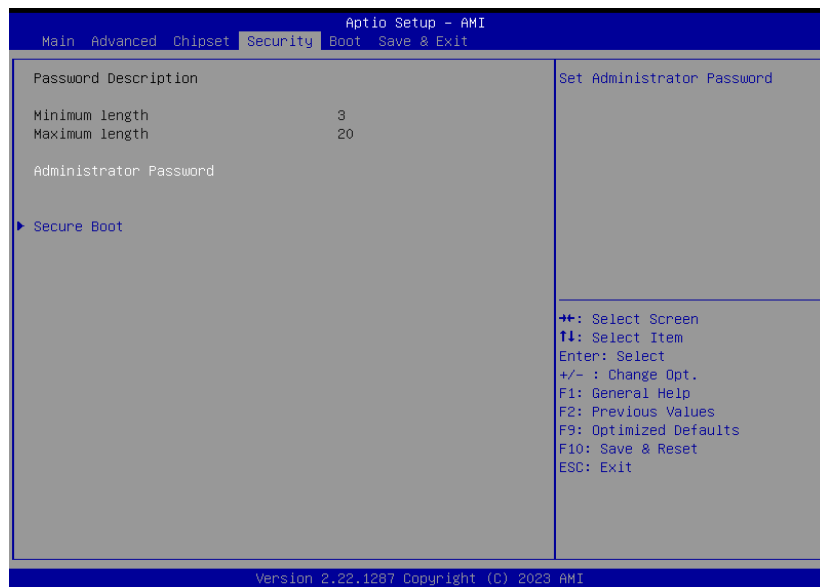 Aptio Setup – AMI
Main Advanced Chipset Security Boot Save & Exit
Password Description
Minimum length 3
Maximum length 20
Administrator Password
▶ Secure Boot
Set Administrator Password
→←: Select Screen
↑↓: Select Item
Enter: Select
+/- : Change Opt.
F1: General Help
F2: Previous Values
F9: Optimized Defaults
F10: Save & Reset
ESC: Exit
Version 2.22.1287 Copyright (C) 2023 AMI